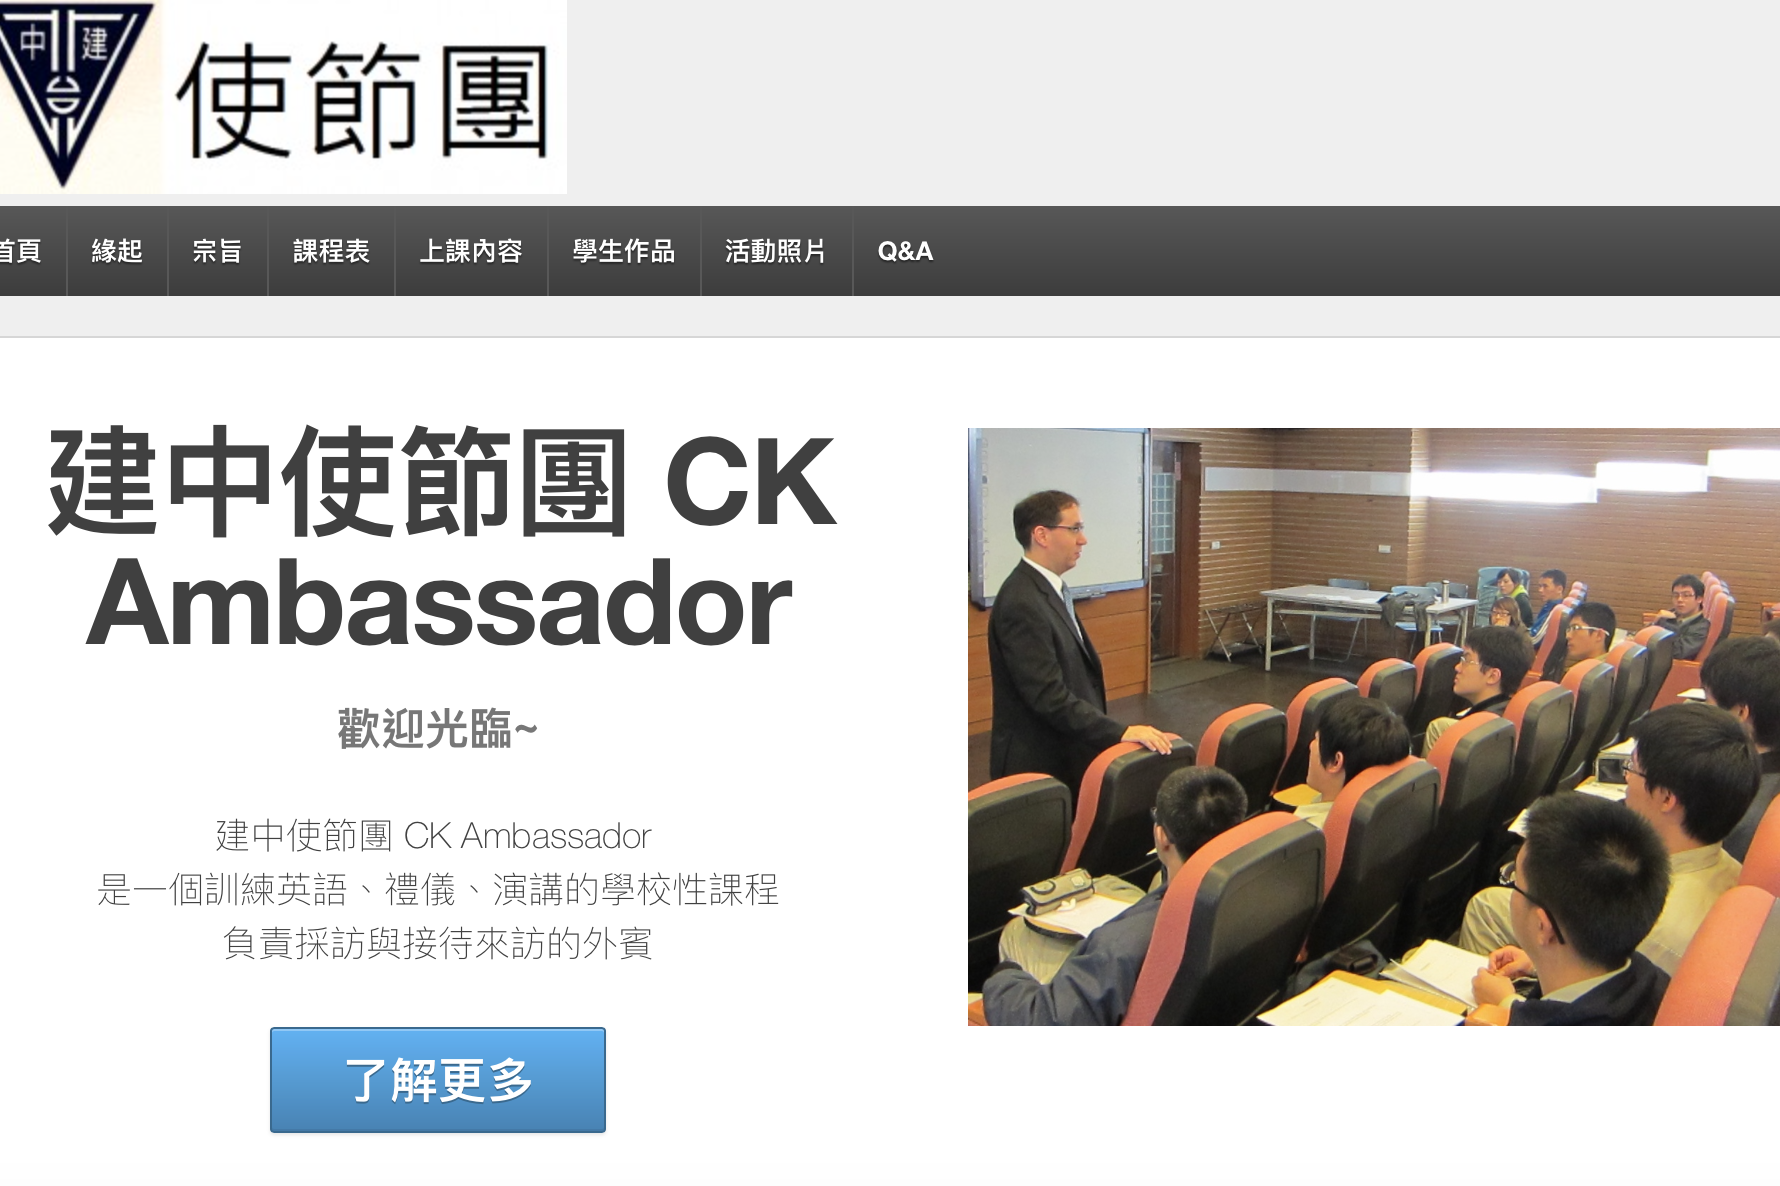 中 建
使節團
首頁 緣起 宗旨 課程表 上課內容 學生作品 活動照片 Q&A
建中使節團 CK
Ambassador
歡迎光臨~
建中使節團 CK Ambassador
是一個訓練英語、禮儀、演講的學校性課程
負責採訪與接待來訪的外賓
了解更多